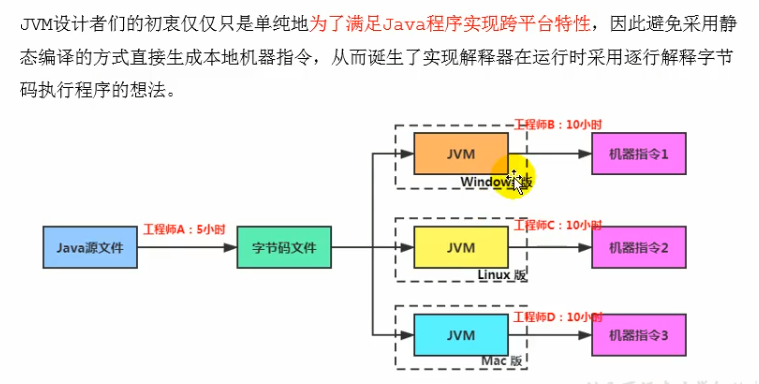 JVM设计者们的初衷仅仅只是单纯地为了满足Java程序实现跨平台特性，因此避免采用静
态编译的方式直接生成本地机器指令，从而诞生了实现解释器在运行时采用逐行解释字节
码执行程序的想法。
工程师B：10小时
JVM
机器指令1
Windows 版
工程师A：5小时
工程师C：10小时
Java源文件
字节码文件
JVM
机器指令2
Linux 版
工程师D：10小时
JVM
机器指令3
Mac 版